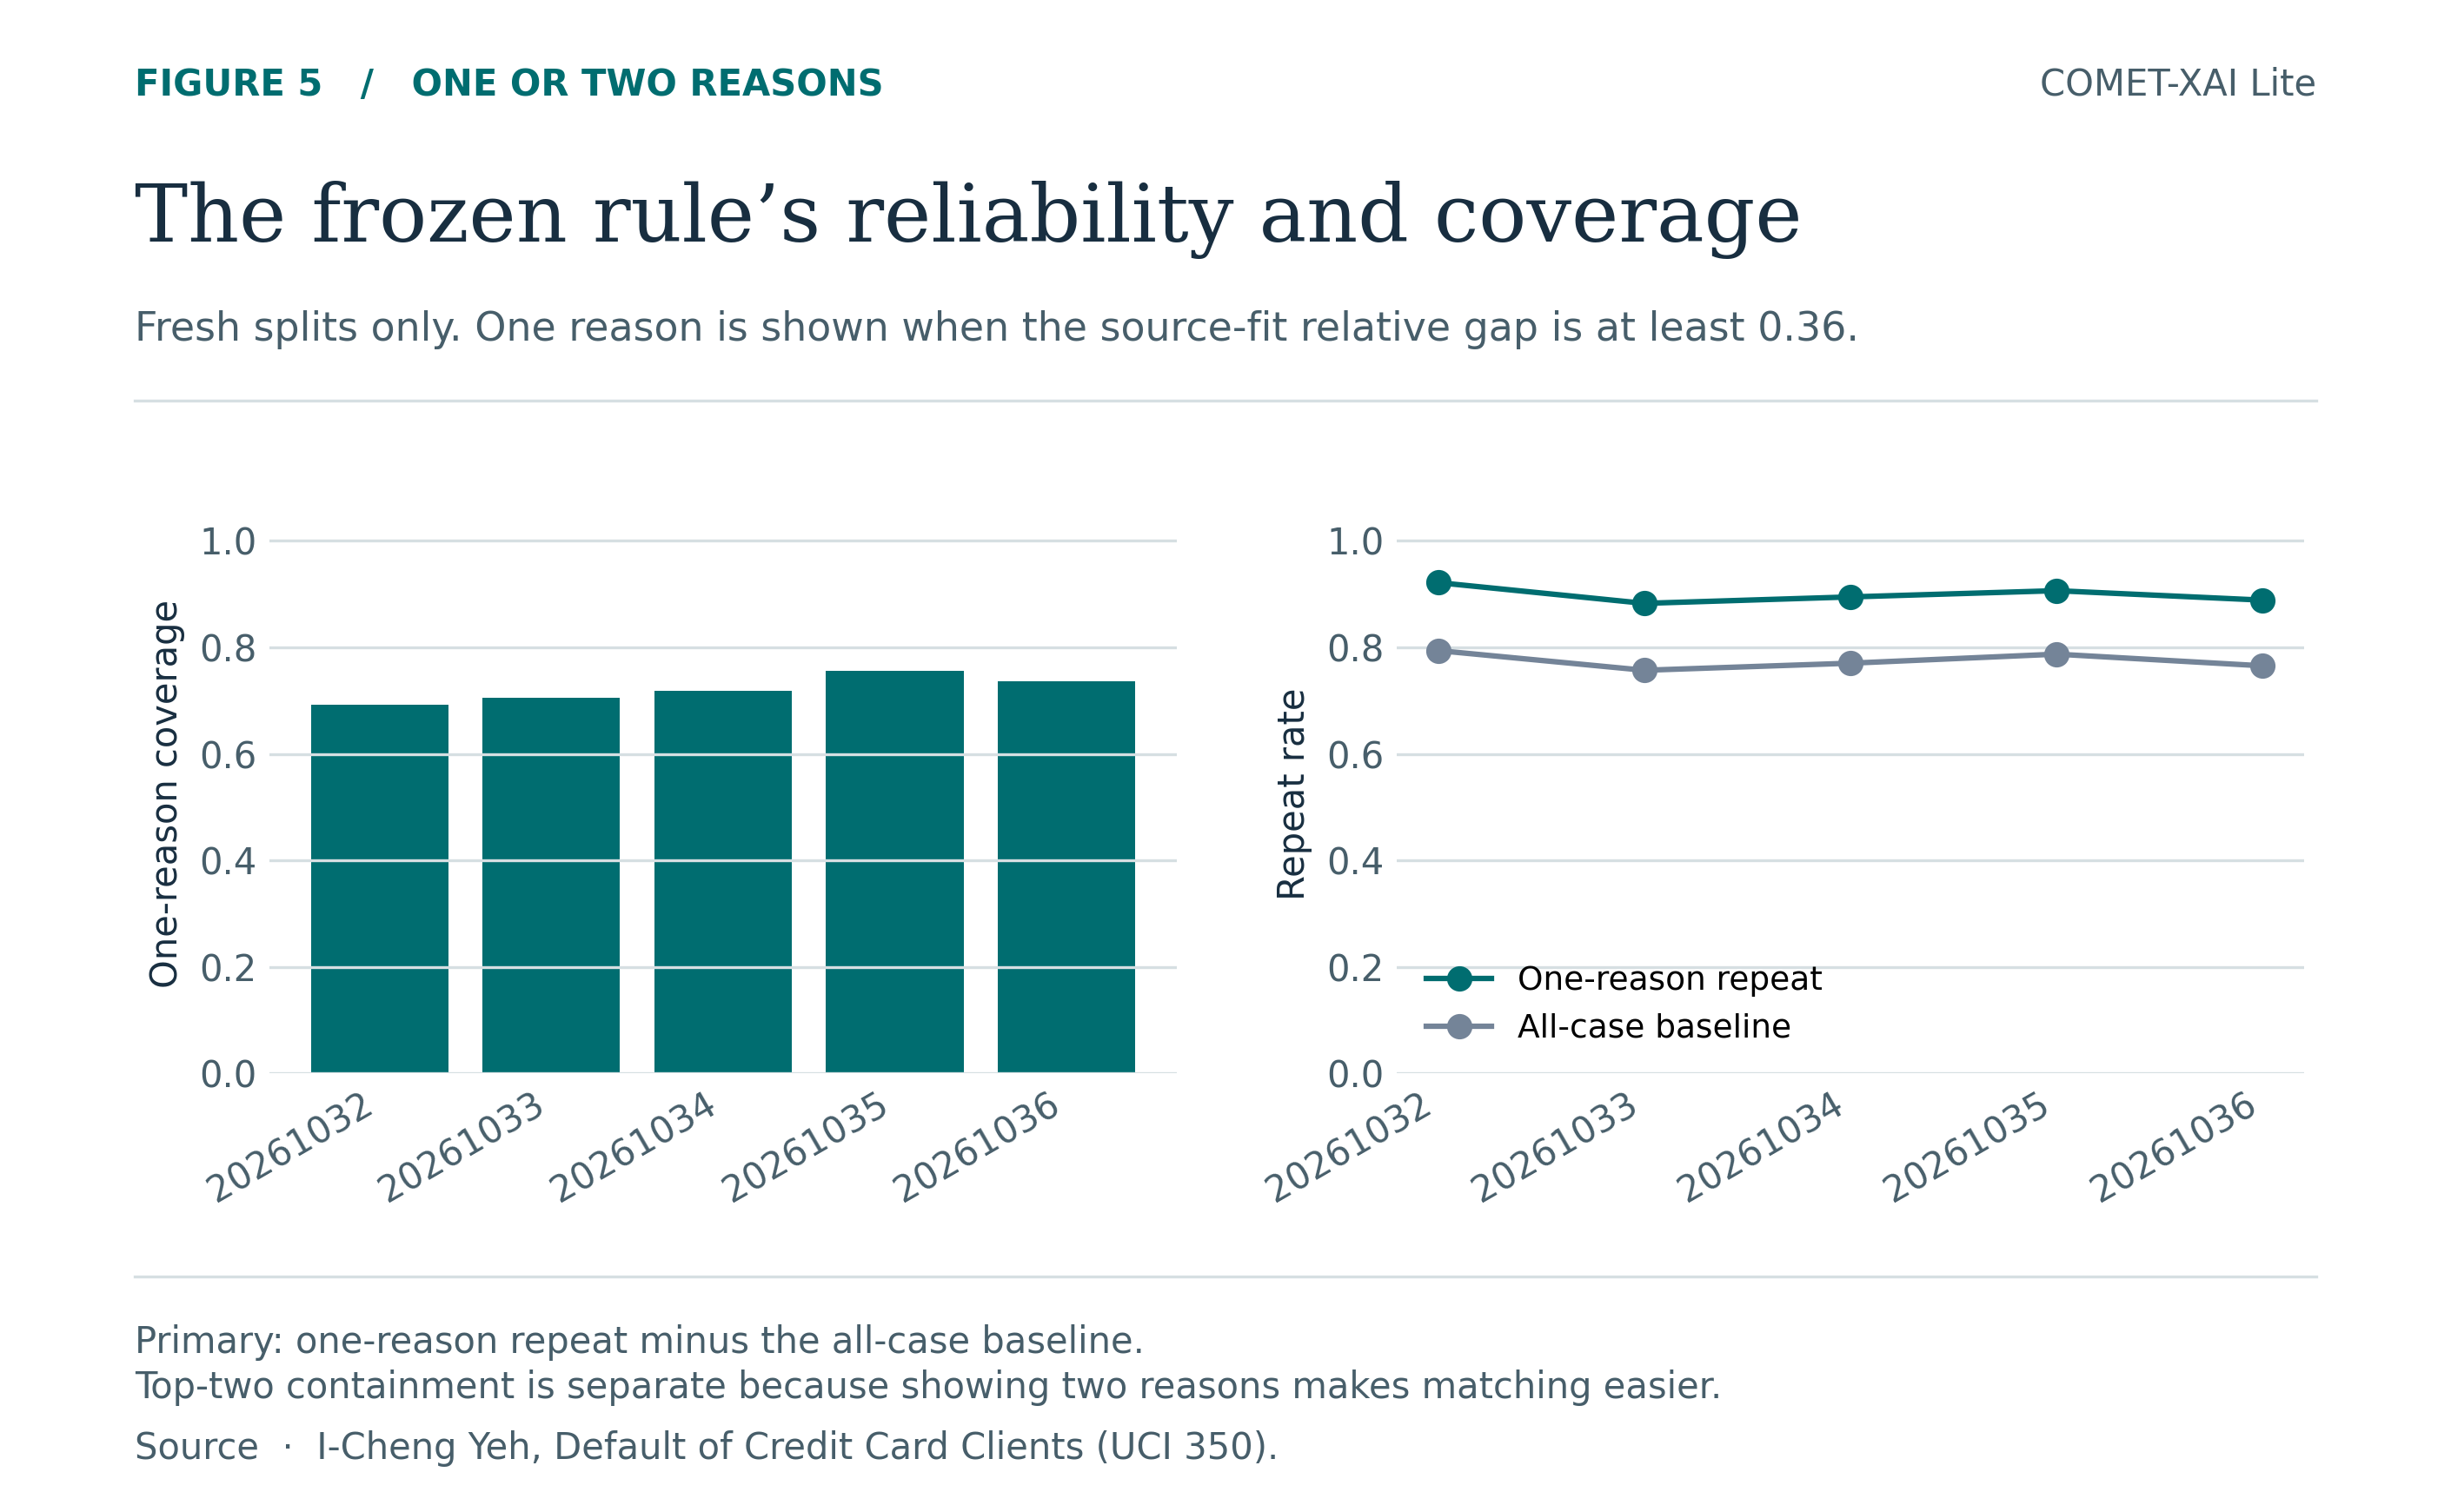 FIGURE 5 / ONE OR TWO REASONS
COMET-XAI Lite
The frozen rule’s reliability and coverage
Fresh splits only. One reason is shown when the source-fit relative gap is at least 0.36.
One-reason coverage
1.0
0.8
0.6
0.4
0.2
0.0
20261032
20261033
20261034
20261035
20261036
Repeat rate
1.0
0.8
0.6
0.4
0.2
0.0
One-reason repeat
All-case baseline
20261032
20261033
20261034
20261035
20261036
Primary: one-reason repeat minus the all-case baseline.
Top-two containment is separate because showing two reasons makes matching easier.
Source · I-Cheng Yeh, Default of Credit Card Clients (UCI 350).